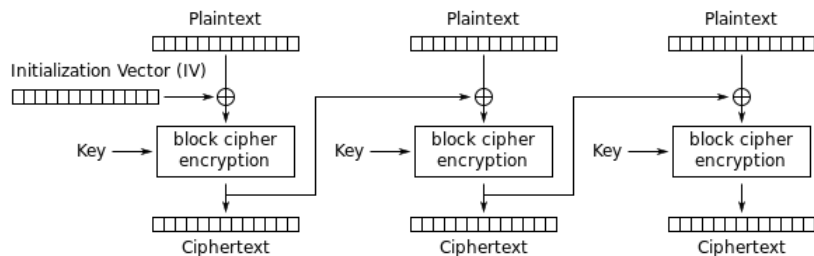 Plaintext
Plaintext
Plaintext
Initialization Vector (IV)
Key
block cipher
encryption
Key
block cipher
encryption
Key
block cipher
encryption
Ciphertext
Ciphertext
Ciphertext